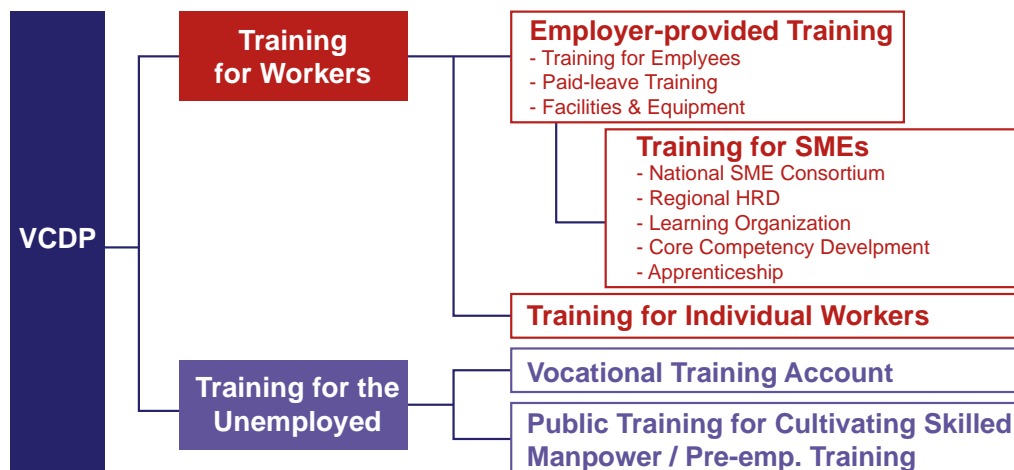 VCDP
Training
for Workers
Employer-provided Training
- Training for Emplyees
- Paid-leave Training
- Facilities & Equipment
Training for SMEs
- National SME Consortium
- Regional HRD
- Learning Organization
- Core Competency Develpment
- Apprenticeship
Training for Individual Workers
Training for the
Unemployed
Vocational Training Account
Public Training for Cultivating Skilled
Manpower / Pre-emp. Training